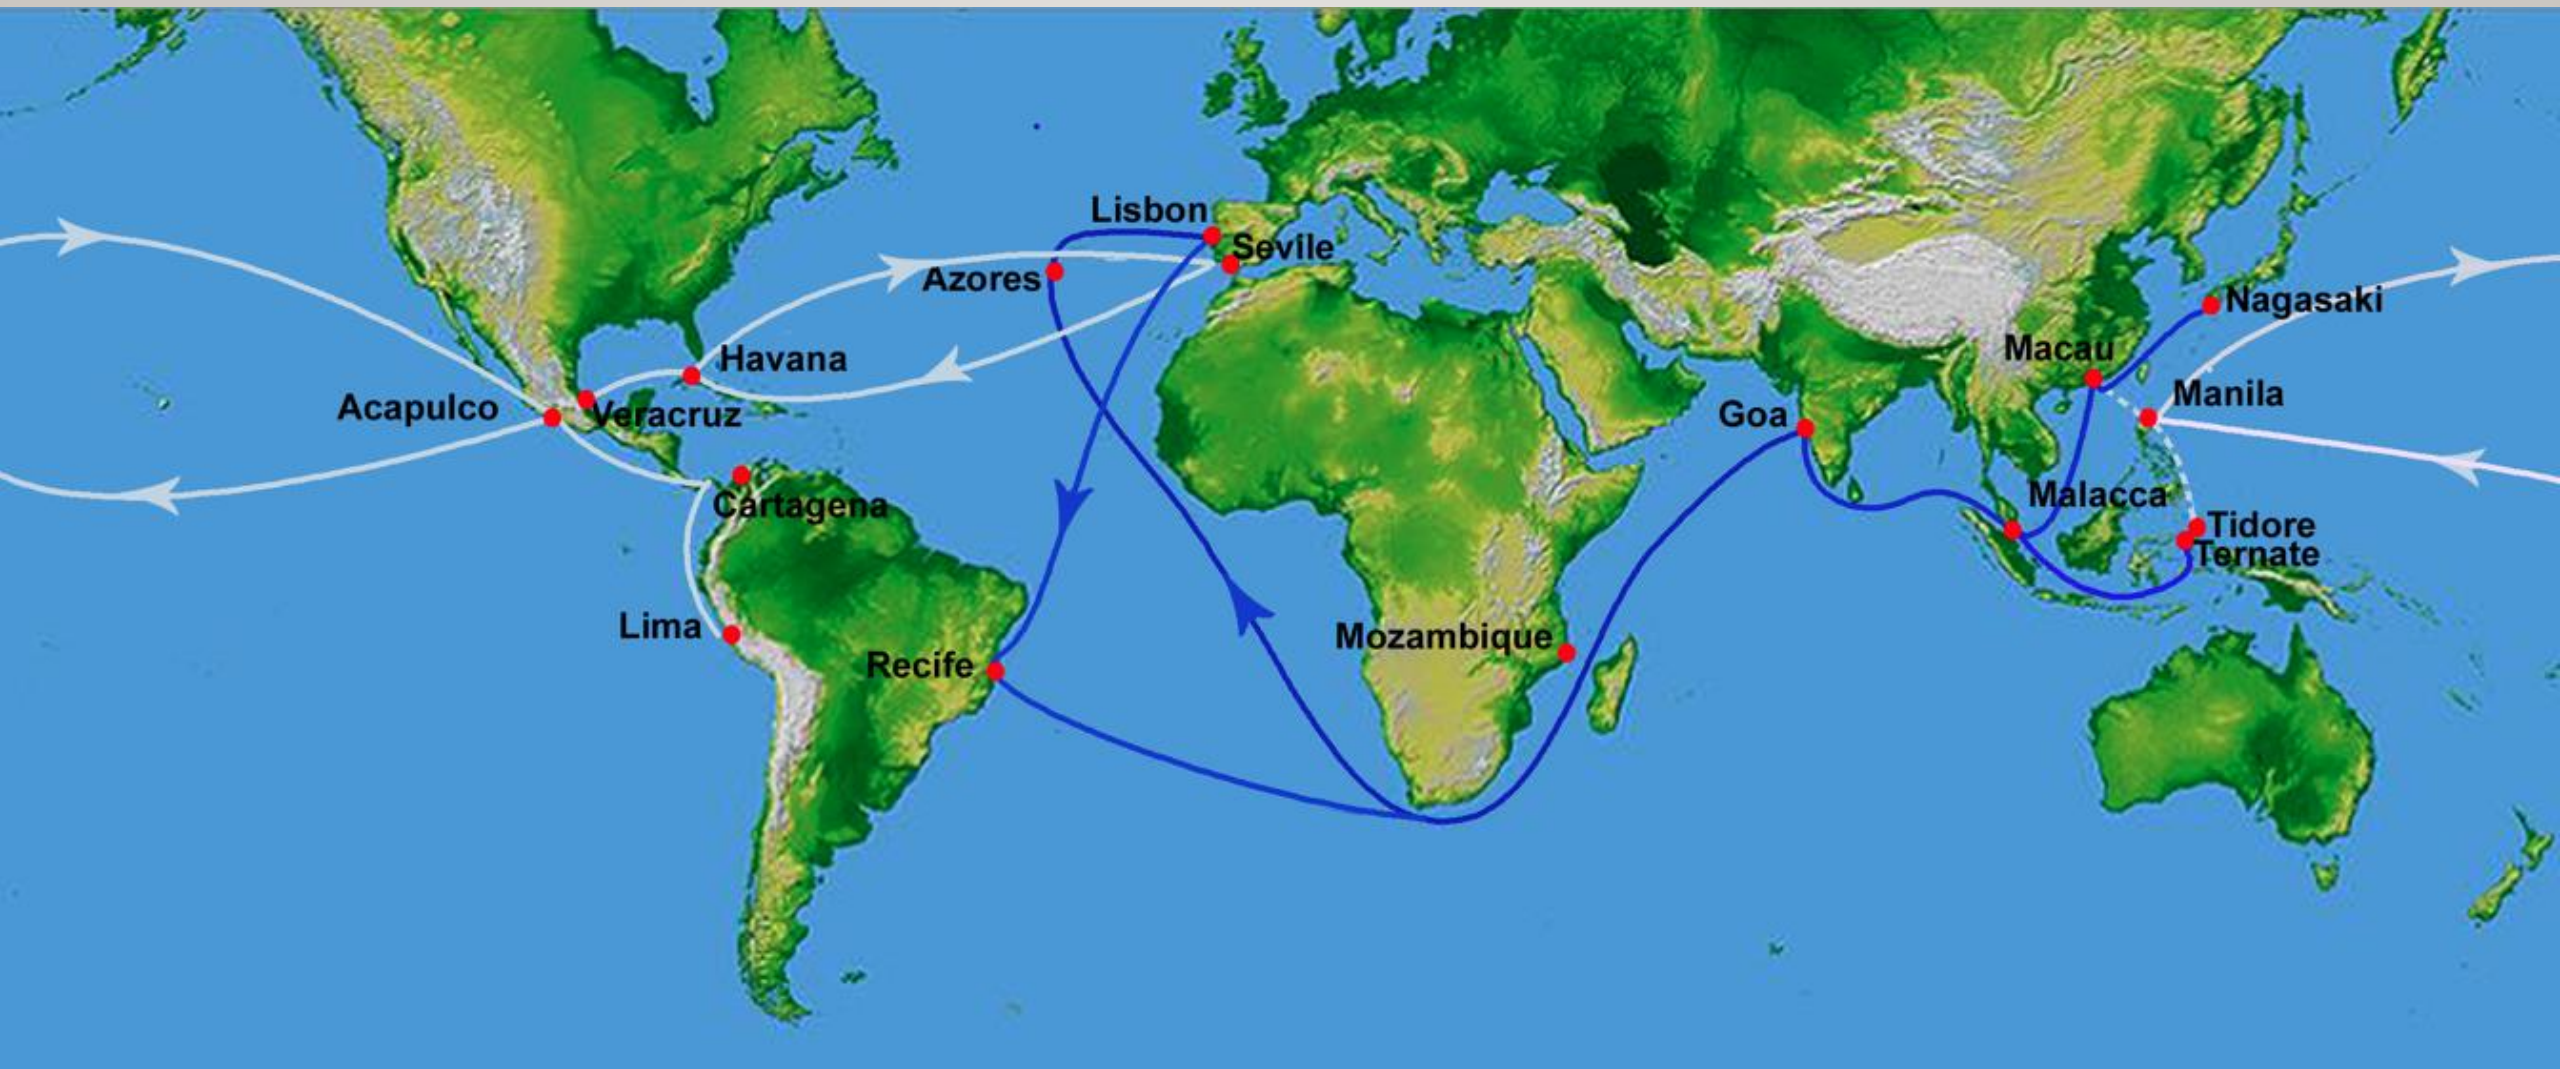 Lisbon
Sevile
Azores
Nagasaki
Macau
Havana
Manila
Acapulco
Veracruz
Goa
Malacca
Cartagena
Tidore
Ternate
Lima
Mozambique
Recife